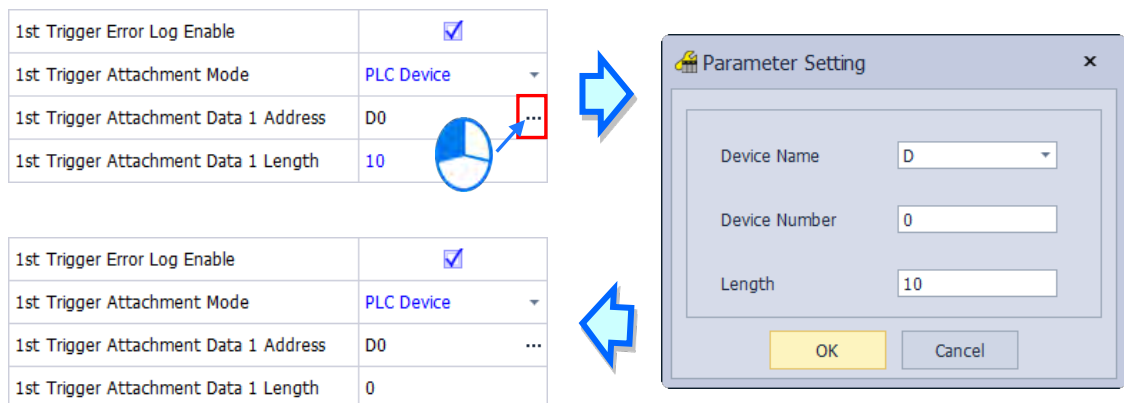 1st Trigger Error Log Enable
1st Trigger Attachment Mode PLC Device
1st Trigger Attachment Data 1 Address D0 ...
1st Trigger Attachment Data 1 Length 10
Parameter Setting
Device Name D
Device Number 0
Length 10
OK Cancel
1st Trigger Error Log Enable
1st Trigger Attachment Mode PLC Device
1st Trigger Attachment Data 1 Address D0 ...
1st Trigger Attachment Data 1 Length 0